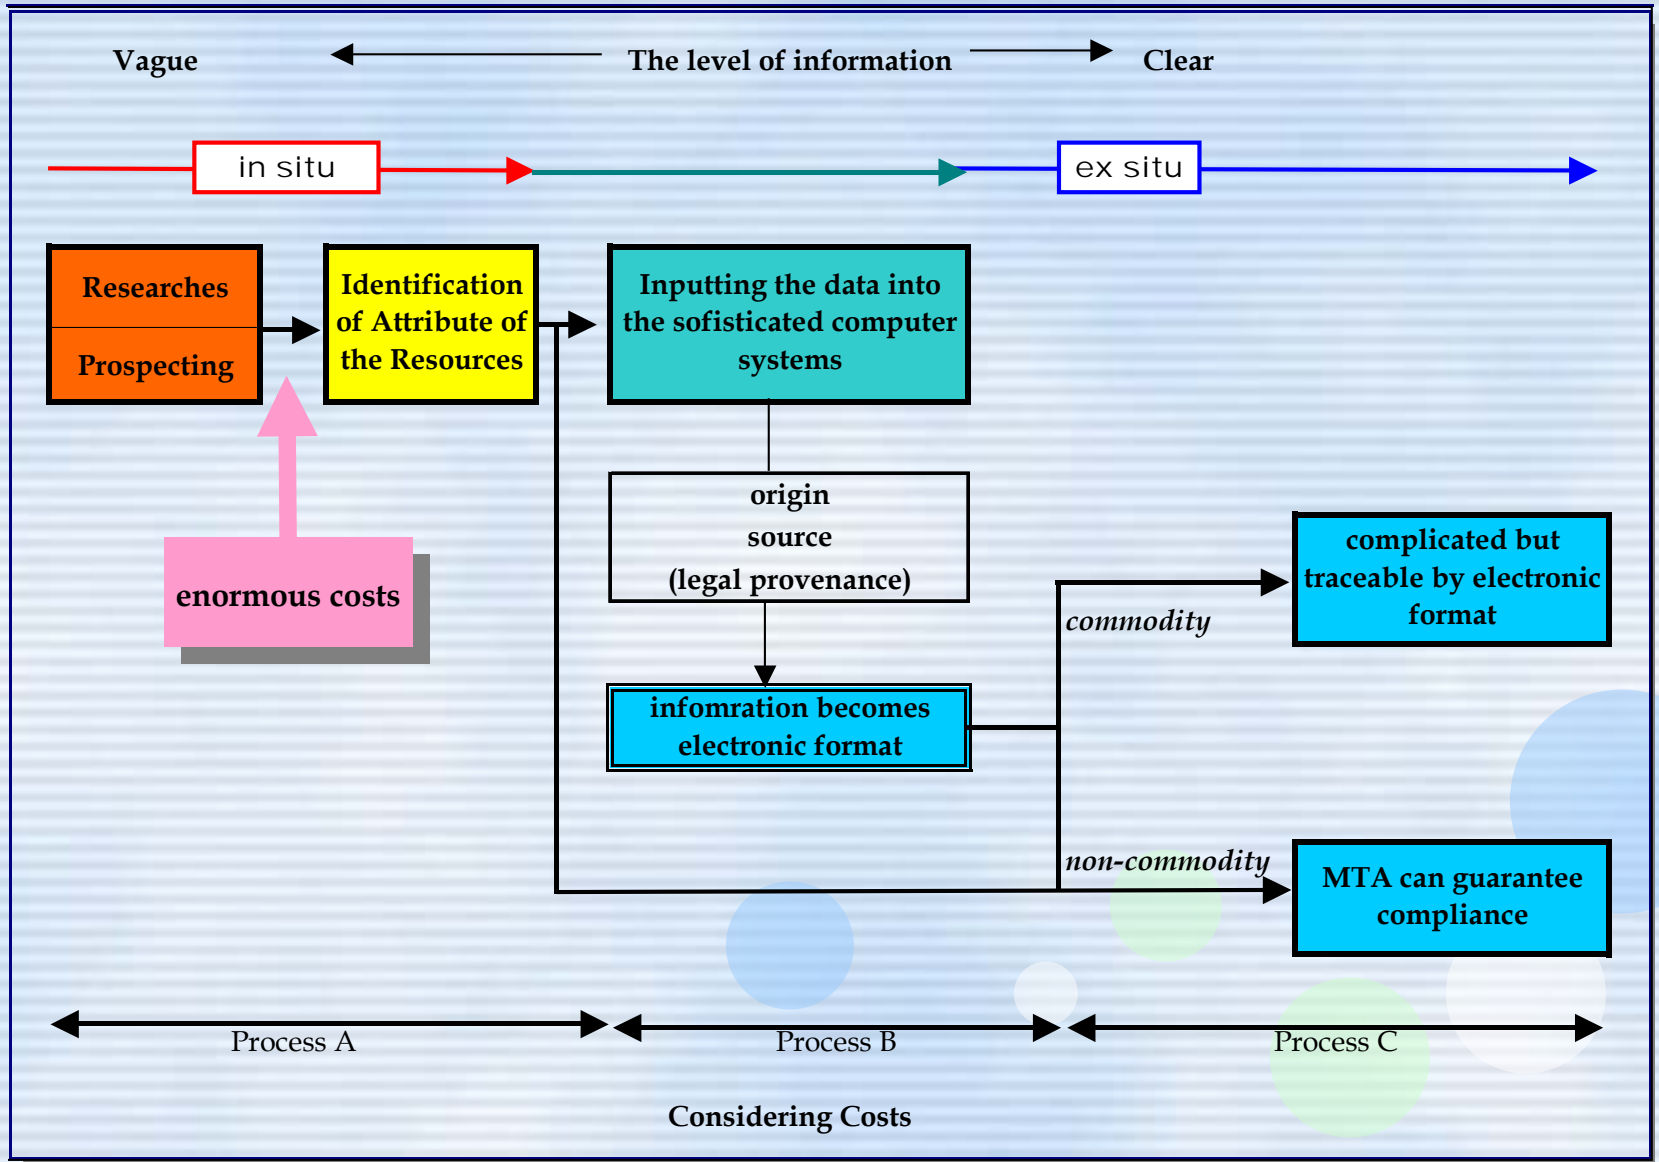 Vague
The level of information
Clear
in situ
ex situ
Researches
Prospecting
Identification
of Attribute of
the Resources
Inputting the data into
the sofisticated computer
systems
enormous costs
origin
source
(legal provenance)
infomration becomes
electronic format
commodity
complicated but
traceable by electronic
format
non-commodity
MTA can guarantee
compliance
Process A
Process B
Process C
Considering Costs